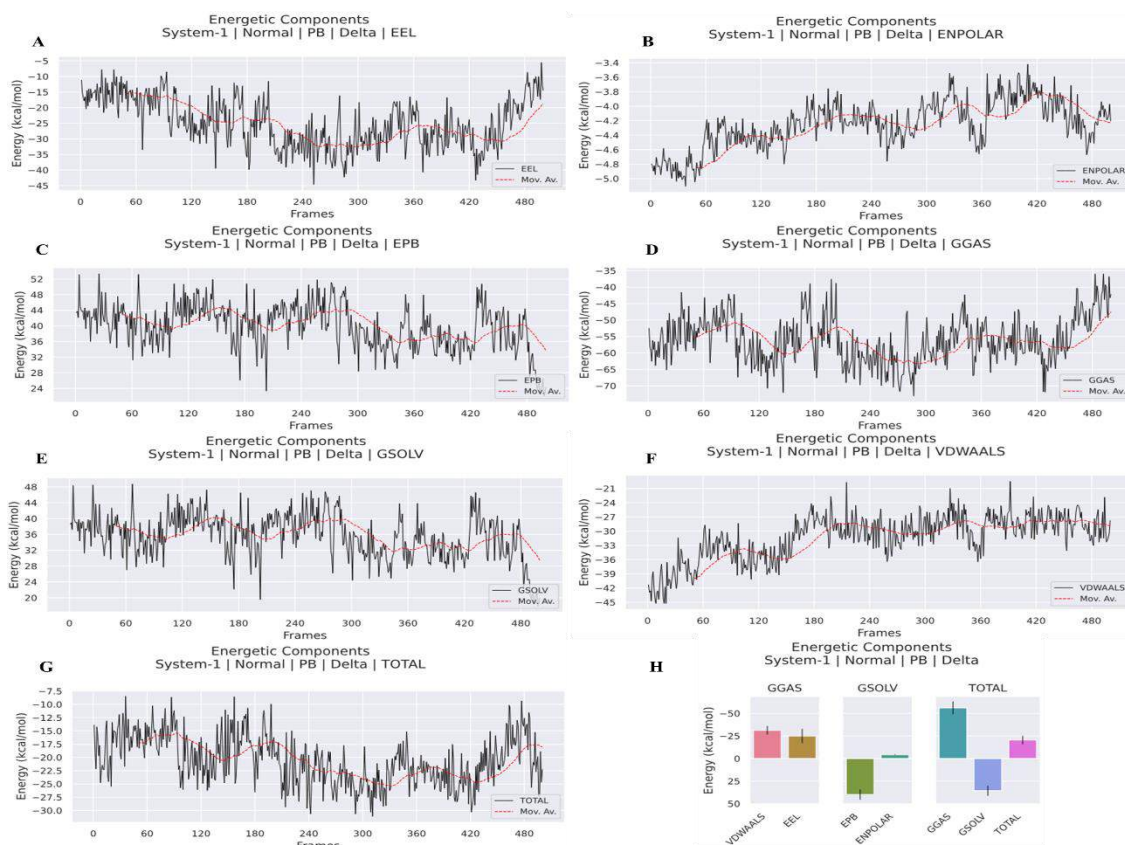 A
Energetic Components
System-1 | Normal | PB | Delta | EEL
Energy (kcal/mol)
−5
−10
−15
−20
−25
−30
−35
−40
−45
0
60
120
180
240
300
360
420
480
Frames
EEL
Mov. Av.
B
Energetic Components
System-1 | Normal | PB | Delta | ENPOLAR
Energy (kcal/mol)
−3.4
−3.6
−4.0
−4.2
−4.6
−4.8
−5.0
0
60
120
180
240
300
360
420
480
Frames
ENPOLAR
Mov. Av.
C
Energetic Components
System-1 | Normal | PB | Delta | EPB
Energy (kcal/mol)
52
48
44
40
36
32
28
24
0
60
120
180
240
300
360
420
480
Frames
EPB
Mov. Av.
D
Energetic Components
System-1 | Normal | PB | Delta | GGAS
Energy (kcal/mol)
−35
−40
−45
−50
−55
−60
−65
−70
0
60
120
180
240
300
360
420
480
Frames
GGAS
Mov. Av.
E
Energetic Components
System-1 | Normal | PB | Delta | GSOLV
Energy (kcal/mol)
48
44
40
36
32
28
24
20
0
60
120
180
240
300
360
420
480
Frames
GSOLV
Mov. Av.
F
Energetic Components
System-1 | Normal | PB | Delta | VDWAALS
Energy (kcal/mol)
−21
−24
−27
−30
−33
−36
−39
−42
−45
0
60
120
180
240
300
360
420
480
Frames
VDWAALS
Mov. Av.
G
Energetic Components
System-1 | Normal | PB | Delta | TOTAL
Energy (kcal/mol)
−7.5
−10.0
−12.5
−15.0
−17.5
−20.0
−22.5
−25.0
−27.5
−30.0
0
60
120
180
240
300
360
420
480
Frames
TOTAL
Mov. Av.
H
Energetic Components
System-1 | Normal | PB | Delta
GGAS
GSOLV
TOTAL
Energy (kcal/mol)
−50
−25
0
25
50
VDWAALS
EEL
EPB
ENPOLAR
GGAS
GSOLV
TOTAL